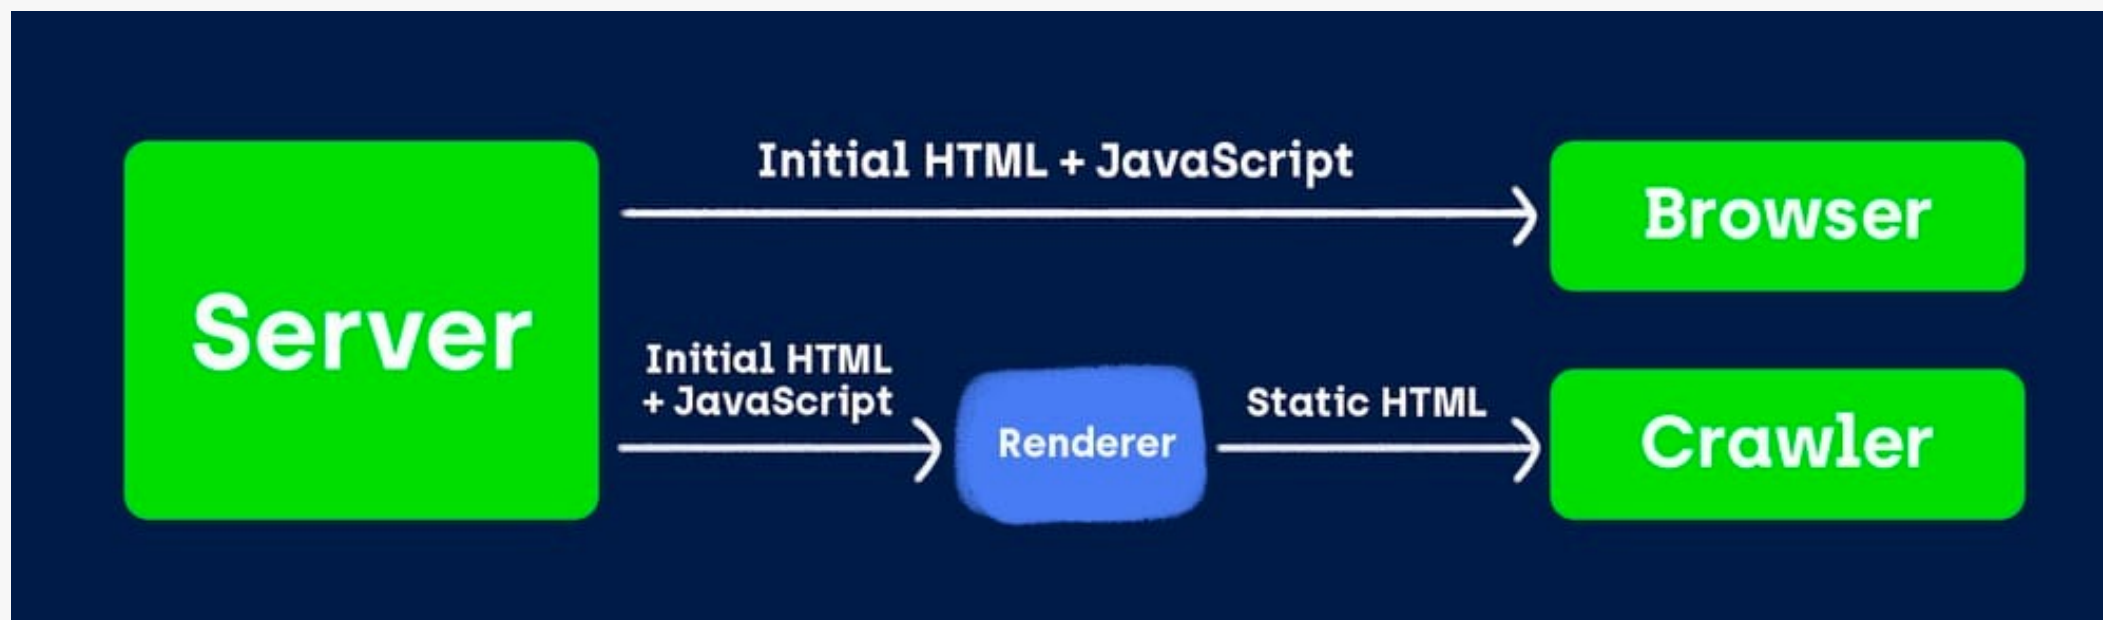 Initial HTML + JavaScript
Browser
Server
Initial HTML
+ JavaScript
Static HTML
Renderer
Crawler